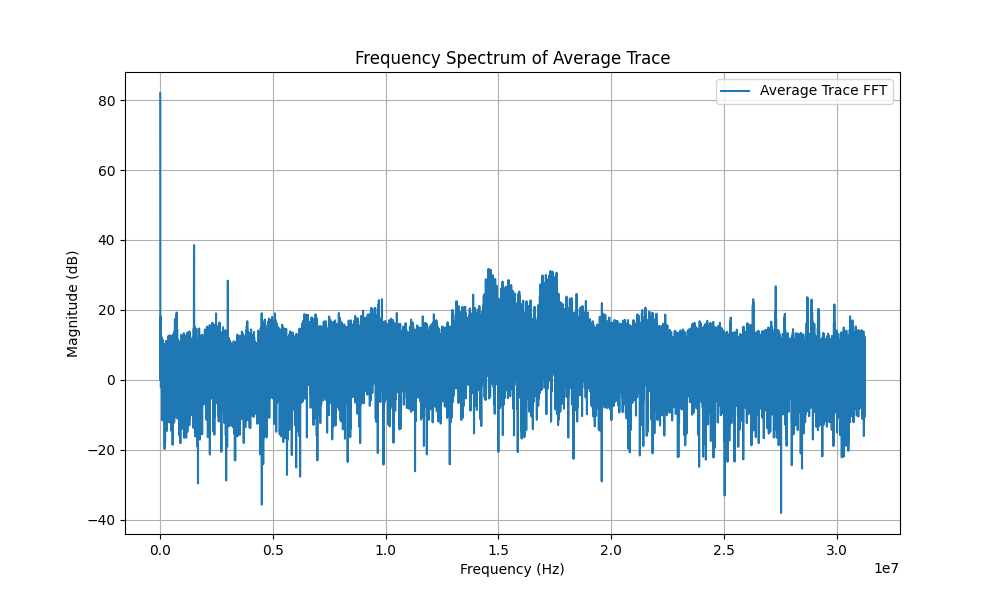 Frequency Spectrum of Average Trace
Average Trace FFT
Magnitude (dB)
80
60
40
20
0
−20
−40
0.0 0.5 1.0 1.5 2.0 2.5 3.0
1e7
Frequency (Hz)